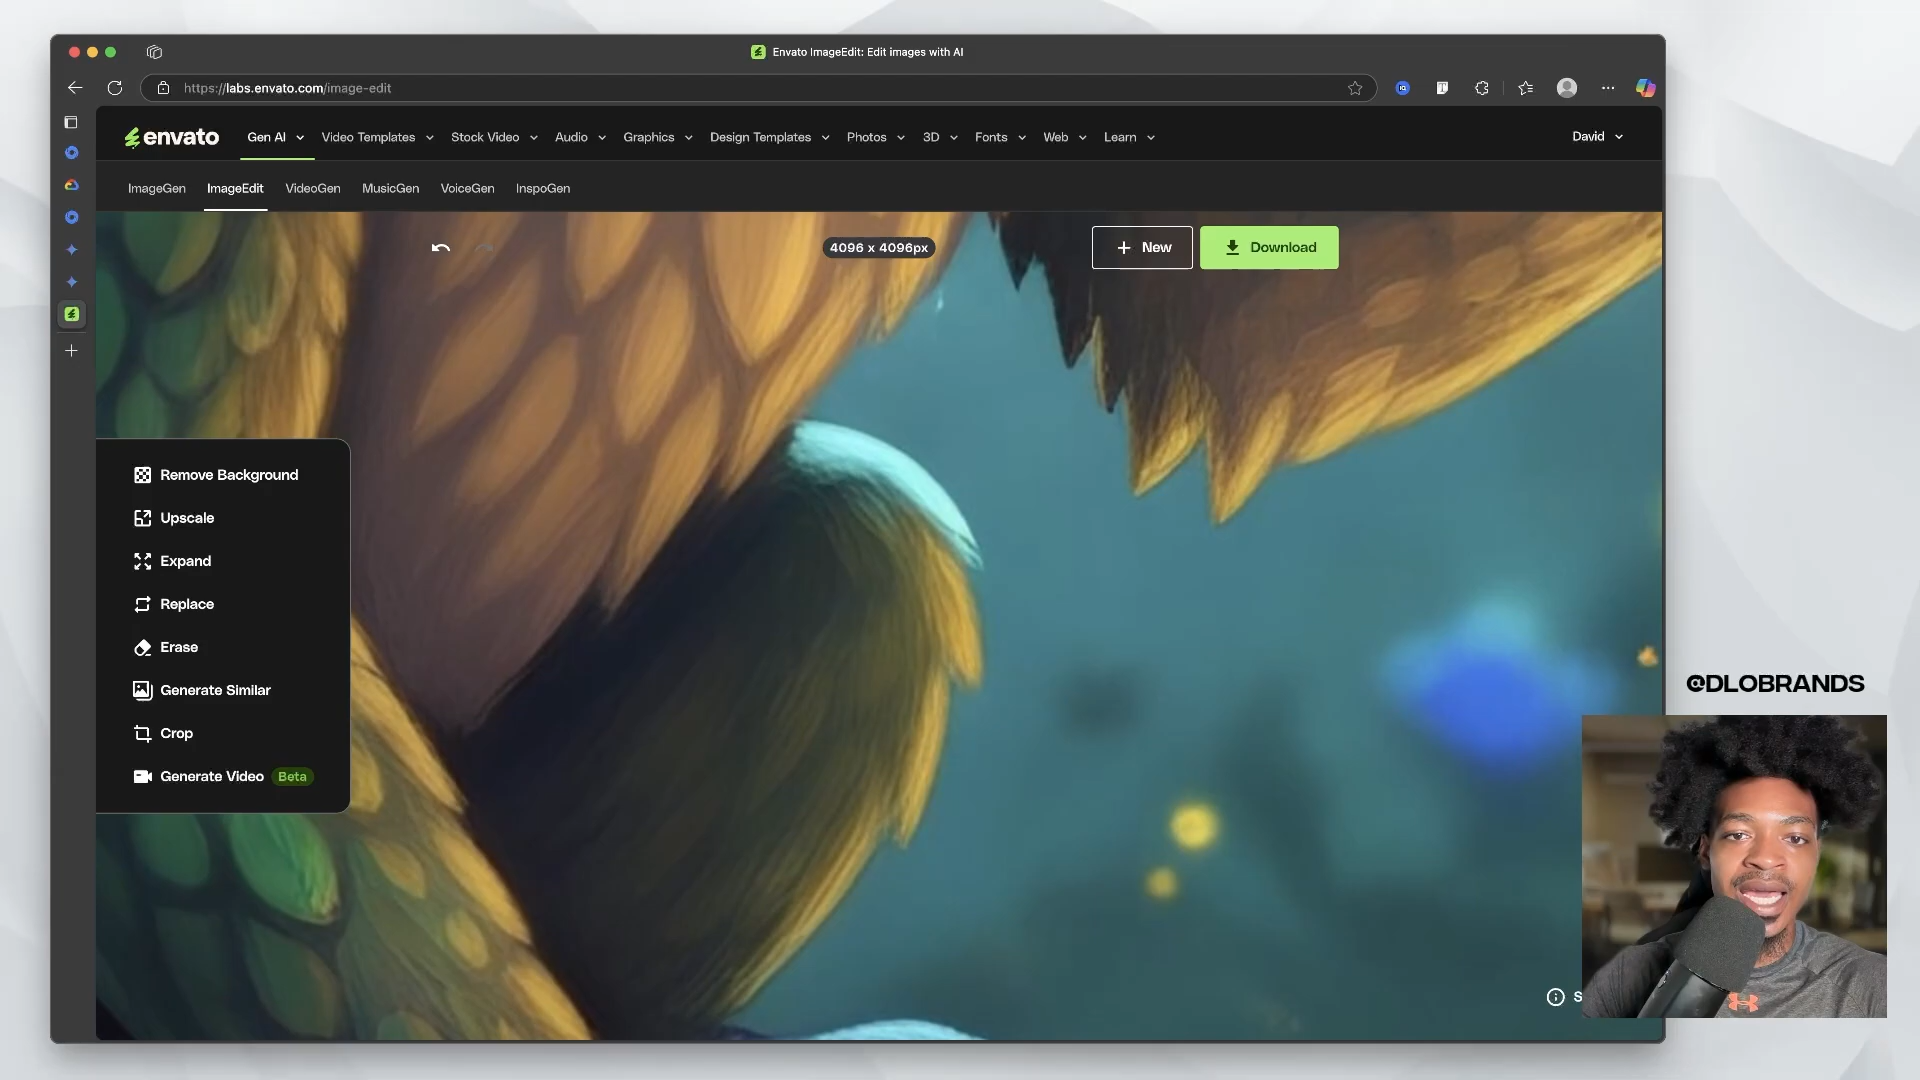 Envato ImageEdit: Edit images with AI
https://labs.envato.com/image-edit
envato
Gen AI
Video Templates
Stock Video
Audio
Graphics
Design Templates
Photos
3D
Fonts
Web
Learn
David
ImageGen
ImageEdit
VideoGen
MusicGen
VoiceGen
InspoGen
4096 x 4096px
New
Download
Remove Background
Upscale
Expand
Replace
Erase
Generate Similar
Crop
Generate Video Beta
@DLOBRANDS